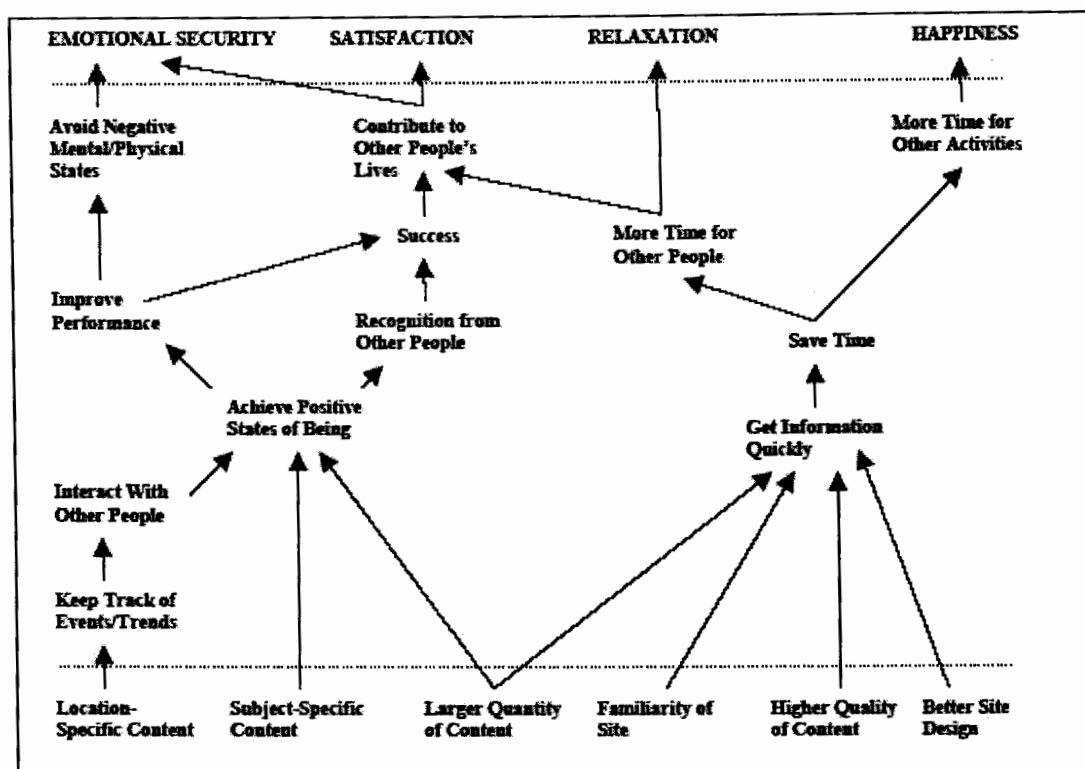 EMOTIONAL SECURITY
SATISFACTION
RELAXATION
HAPPINESS
Avoid Negative
Mental/Physical
States
Contribute to
Other People's
Lives
More Time for
Other Activities
Success
More Time for
Other People
Improve
Performance
Recognition from
Other People
Save Time
Achieve Positive
States of Being
Get Information
Quickly
Interact With
Other People
Keep Track of
Events/Trends
Location-
Specific Content
Subject-Specific
Content
Larger Quantity
of Content
Familiarity of
Site
Higher Quality
of Content
Better Site
Design